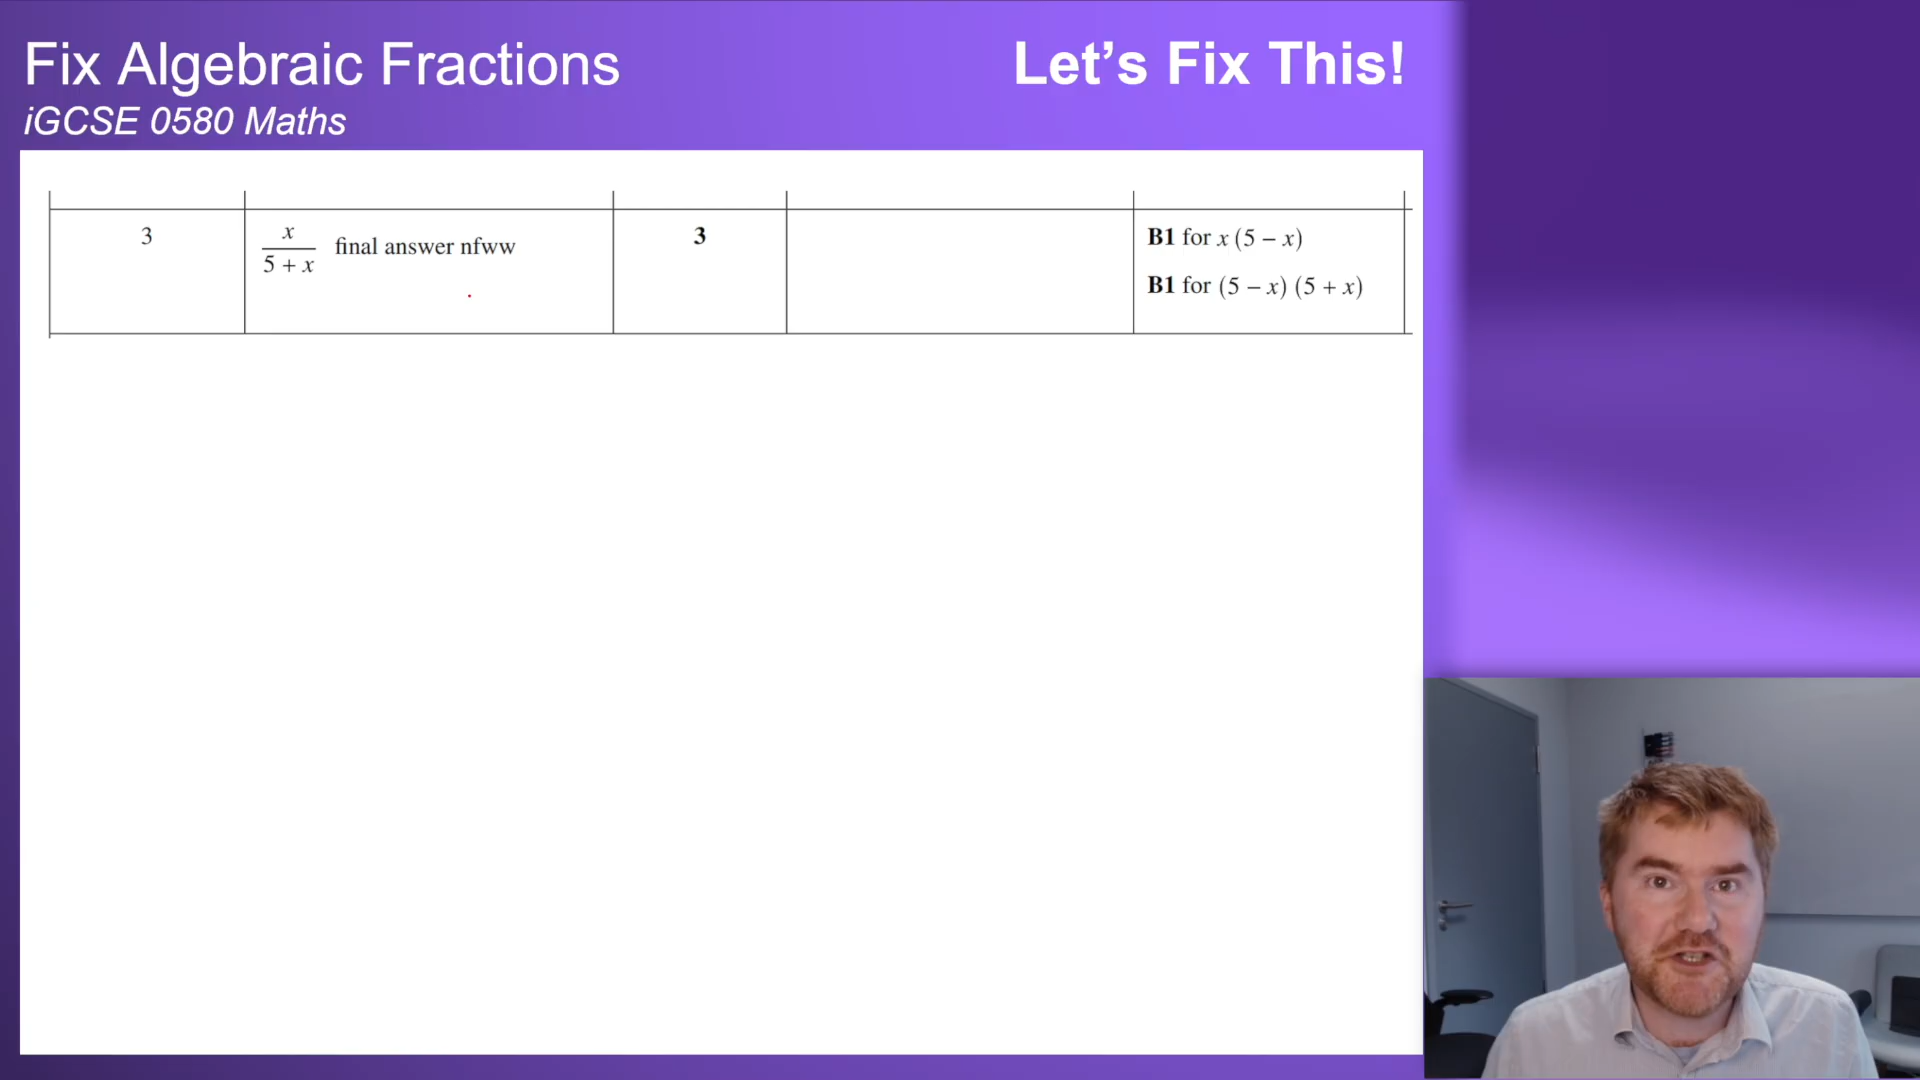 Fix Algebraic Fractions
Let’s Fix This!
iGCSE 0580 Maths
3
x
5 + x
final answer nfww
3
B1 for x (5 − x)
B1 for (5 − x) (5 + x)